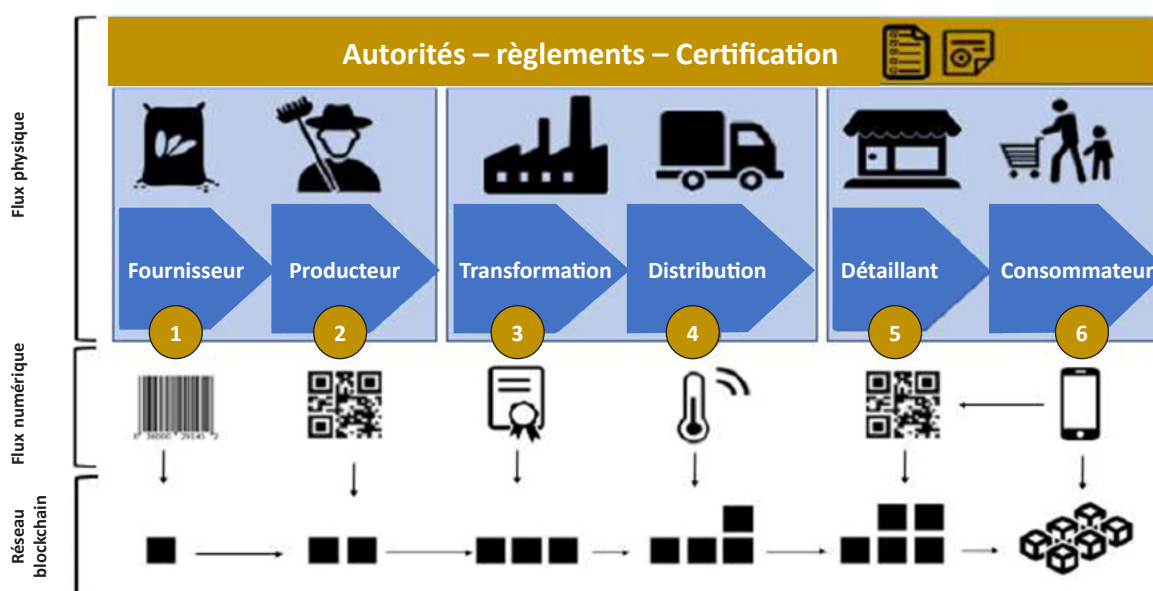 Autorités – règlements – Certification
Flux physique
Fournisseur
Producteur
Transformation
Distribution
Détaillant
Consommateur
1
2
3
4
5
6
Flux numérique
Réseau
blockchain